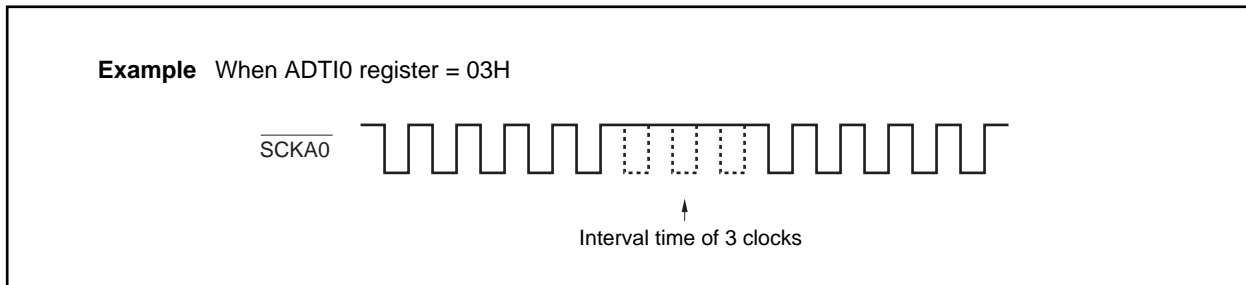 Example When ADTI0 register = 03H
SCKA0
Interval time of 3 clocks